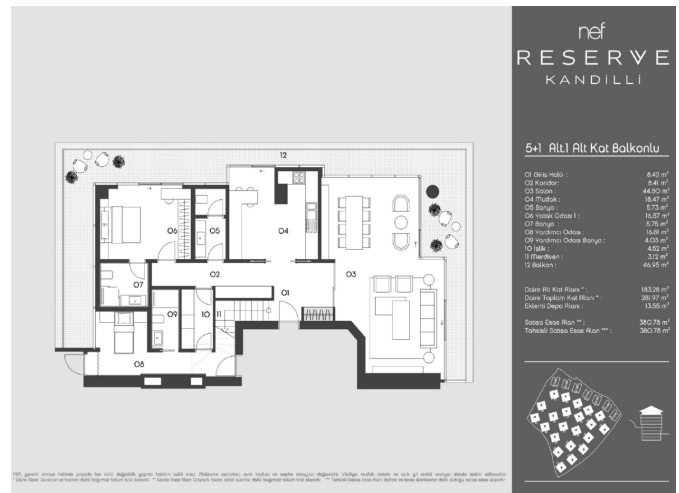 nef
RESERVE
KANDİLLİ
5+1 Alt.1 Alt Kat Balkonlu
01 Giriş Holü : 8.42 m²
02 Koridor: 8.41 m²
03 Salon : 44.50 m²
04 Mutfak : 18.47 m²
05 Banyo : 5.73 m²
06 Yatak Odası 1 : 16.57 m²
07 Banyo : 5.75 m²
08 Yardımcı Odası : 16.81 m²
09 Yardımcı Odası Banyo : 4.03 m²
10 İşlik : 4.52 m²
11 Merdiven : 3.12 m²
12 Balkon : 46.95 m²
Daire Alt Kat Alanı * : 183.28 m²
Daire Toplam Kat Alanı * : 281.97 m²
Eklenti Depo Alanı : 13.55 m²
Satışa Esas Alan ** : 380.78 m²
Tahsisli Satışa Esas Alan *** : 380.78 m²
12
06
05
04
03
07
02
01
09
10
11
08